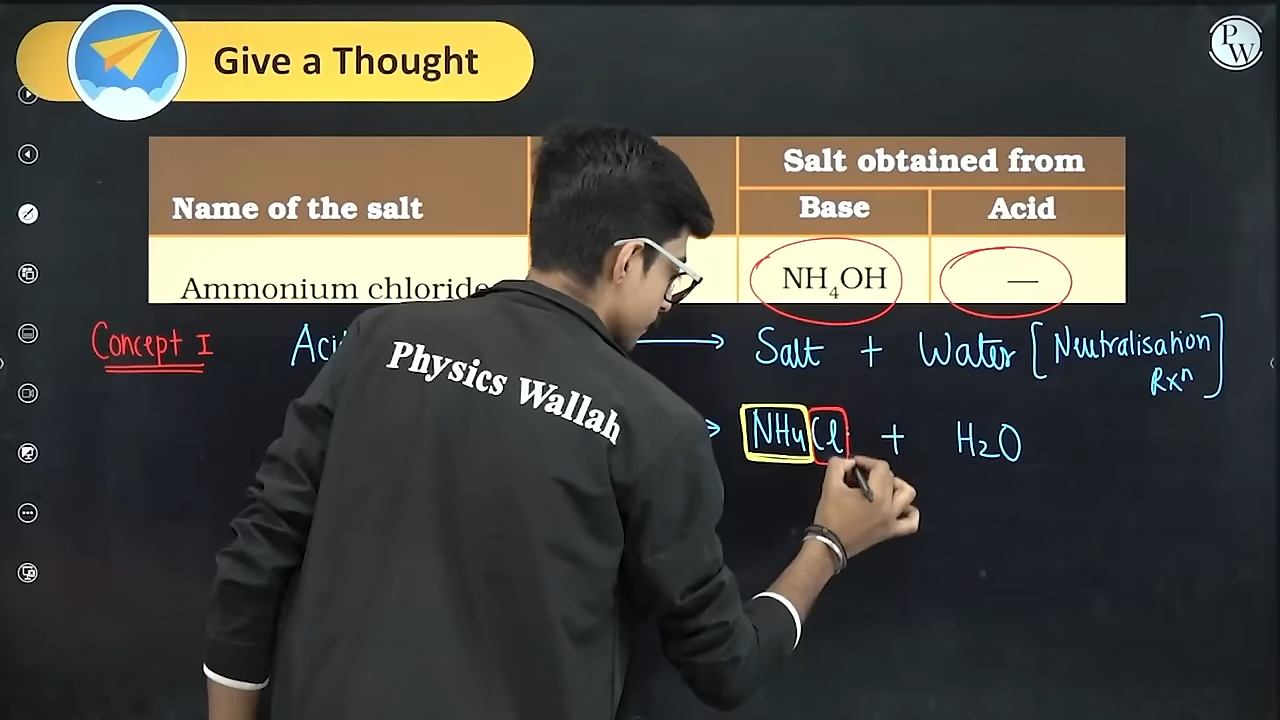 Give a Thought
PW
Salt obtained from
Name of the salt
Base
Acid
Ammonium chloride
NH₄OH
—
Concept I
Salt + Water [Neutralisation
Rxⁿ]
Physics Wallah
NH₄Cl + H₂O